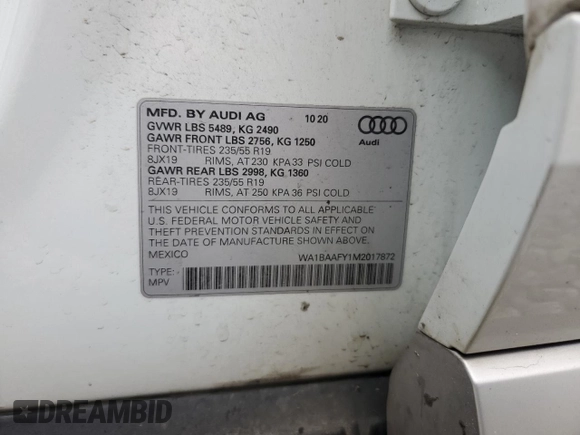 MFD. BY AUDI AG 10 20
GVWR LBS 5489, KG 2490
GAWR FRONT LBS 2756, KG 1250
FRONT-TIRES 235/55 R19
8JX19 RIMS, AT 230 KPA 33 PSI COLD
GAWR REAR LBS 2998, KG 1360
REAR-TIRES 235/55 R19
8JX19 RIMS, AT 250 KPA 36 PSI COLD
Audi
THIS VEHICLE CONFORMS TO ALL APPLICABLE
U.S. FEDERAL MOTOR VEHICLE SAFETY AND
THEFT PREVENTION STANDARDS IN EFFECT ON
THE DATE OF MANUFACTURE SHOWN ABOVE.
MEXICO WA1BAAFY1M2017872
TYPE:
MPV
DREAMBID